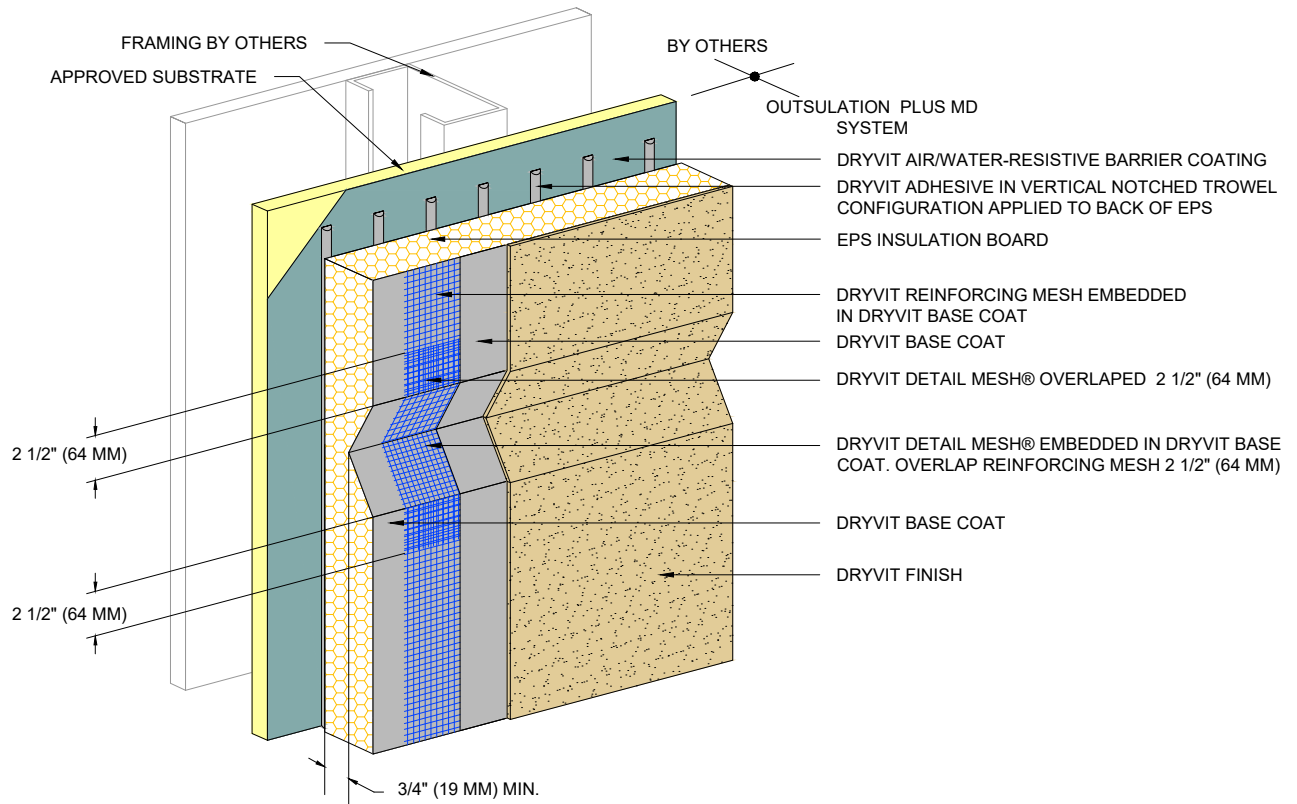 FRAMING BY OTHERS
APPROVED SUBSTRATE
BY OTHERS
OUTSULATION PLUS MD
SYSTEM
DRYVIT AIR/WATER-RESISTIVE BARRIER COATING
DRYVIT ADHESIVE IN VERTICAL NOTCHED TROWEL
CONFIGURATION APPLIED TO BACK OF EPS
EPS INSULATION BOARD
DRYVIT REINFORCING MESH EMBEDDED
IN DRYVIT BASE COAT
DRYVIT BASE COAT
DRYVIT DETAIL MESH® OVERLAPED 2 1/2" (64 MM)
2 1/2" (64 MM)
DRYVIT DETAIL MESH® EMBEDDED IN DRYVIT BASE
COAT. OVERLAP REINFORCING MESH 2 1/2" (64 MM)
DRYVIT BASE COAT
DRYVIT FINISH
2 1/2" (64 MM)
3/4" (19 MM) MIN.